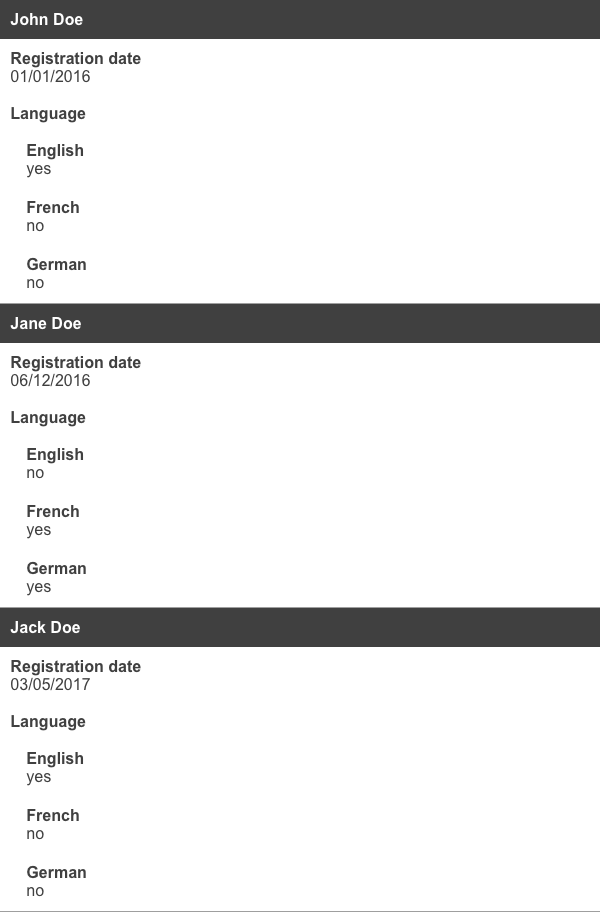 John Doe
Registration date
01/01/2016
Language
English
yes
French
no
German
no
Jane Doe
Registration date
06/12/2016
Language
English
no
French
yes
German
yes
Jack Doe
Registration date
03/05/2017
Language
English
yes
French
no
German
no